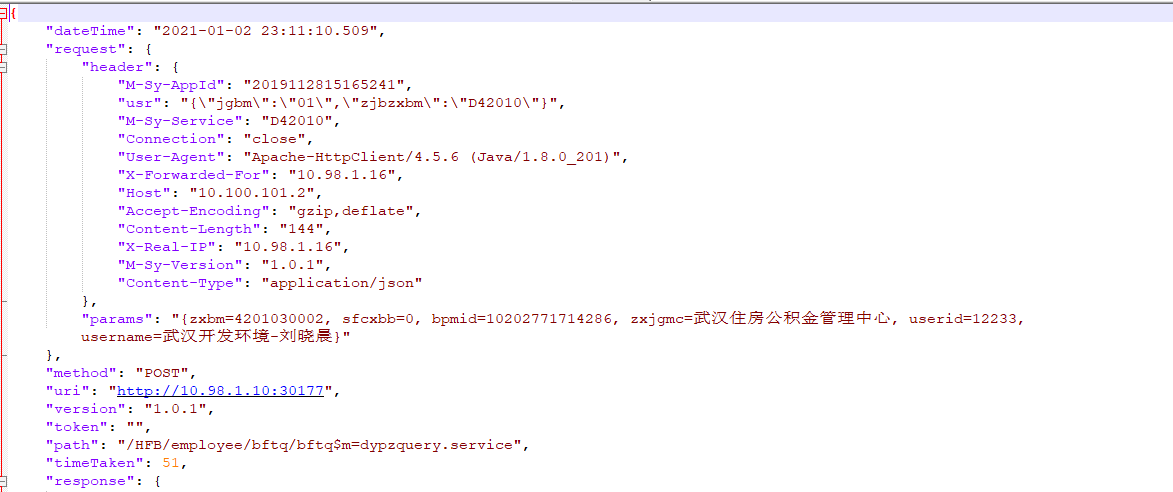 {
"dateTime": "2021-01-02 23:11:10.509",
"request": {
"header": {
"M-Sy-AppId": "2019112815165241",
"usr": "{\"jgbm\":\"01\",\"zjbzxbm\":\"D42010\"}",
"M-Sy-Service": "D42010",
"Connection": "close",
"User-Agent": "Apache-HttpClient/4.5.6 (Java/1.8.0_201)",
"X-Forwarded-For": "10.98.1.16",
"Host": "10.100.101.2",
"Accept-Encoding": "gzip,deflate",
"Content-Length": "144",
"X-Real-IP": "10.98.1.16",
"M-Sy-Version": "1.0.1",
"Content-Type": "application/json"
},
"params": "{zxbm=4201030002, sfcxbb=0, bpmid=10202771714286, zxjgmc=武汉住房公积金管理中心, userid=12233,
username=武汉开发环境-刘晓晨}"
},
"method": "POST",
"uri": "http://10.98.1.10:30177",
"version": "1.0.1",
"token": "",
"path": "/HFB/employee/bftq/bftq$m=dypzquery.service",
"timeTaken": 51,
"response": {